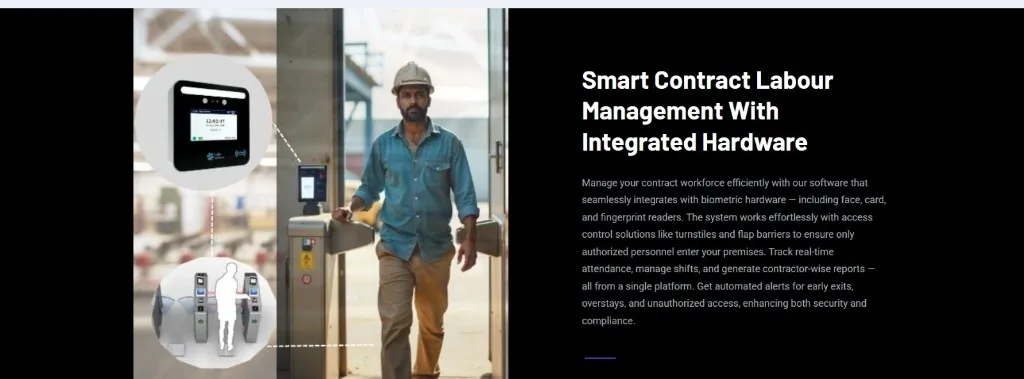 Smart Contract Labour
Management With
Integrated Hardware
Manage your contract workforce efficiently with our software that
seamlessly integrates with biometric hardware — including face, card,
and fingerprint readers. The system works effortlessly with access
control solutions like turnstiles and flap barriers to ensure only
authorized personnel enter your premises. Track real-time
attendance, manage shifts, and generate contractor-wise reports —
all from a single platform. Get automated alerts for early exits,
overstays, and unauthorized access, enhancing both security and
compliance.